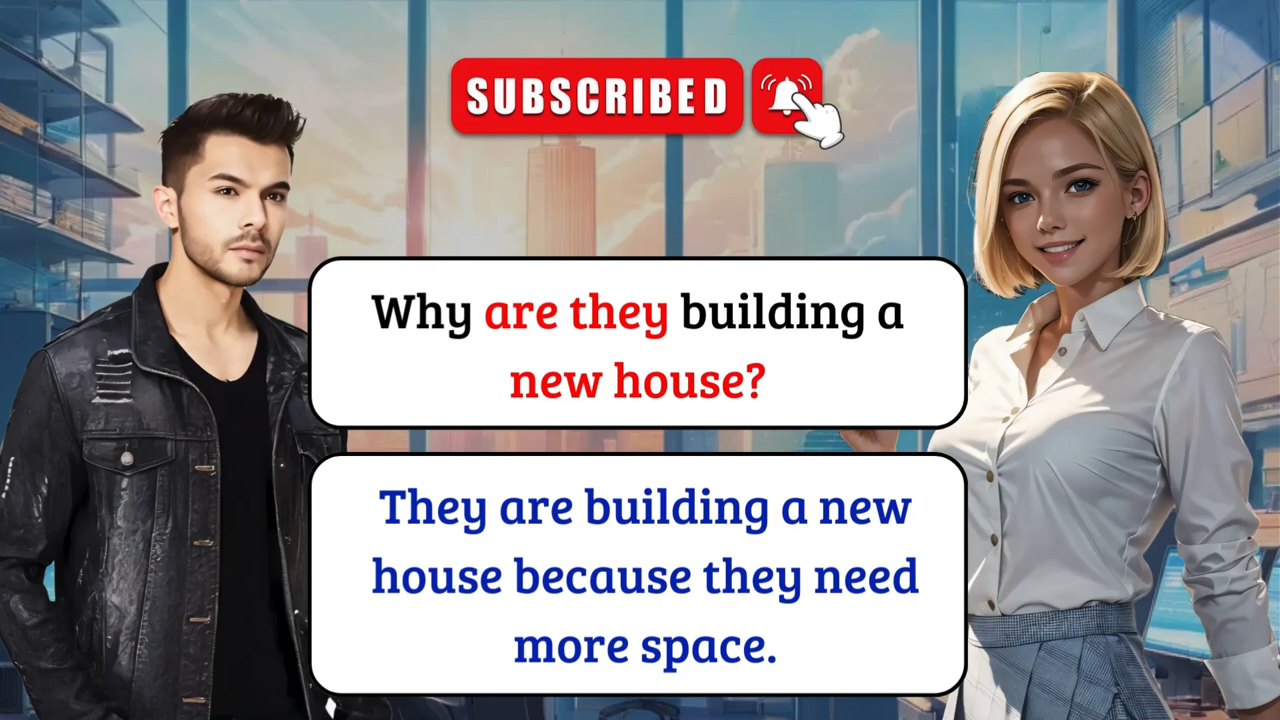 SUBSCRIBED
Why are they building a
new house?
They are building a new
house because they need
more space.